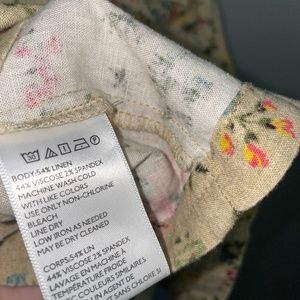 BODY:54% LINEN
44% VISCOSE 2% SPANDEX
MACHINE WASH COLD
WITH LIKE COLORS
USE ONLY NON-CHLORINE
BLEACH
LINE DRY
LOW IRON AS NEEDED
MAY BE DRY CLEANED
CORPS:54% LIN
44% VISCOSE 2% SPANDEX
LAVAGE EN MACHINE À
TEMPÉRATURE FROIDE
COULEURS SIMILAIRES